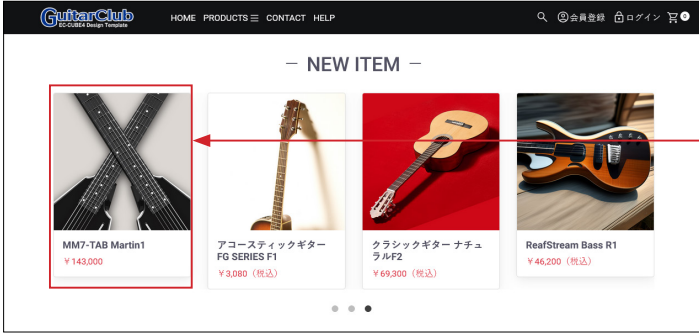 GuitarClub
EC-CUBE4 Design Template
HOME PRODUCTS CONTACT HELP
会員登録 ログイン 0
— NEW ITEM —
MM7-TAB Martin1
￥143,000
アコースティックギター
FG SERIES F1
￥3,080（税込）
クラシックギター ナチュ
ラルF2
￥69,300（税込）
ReafStream Bass R1
￥46,200（税込）